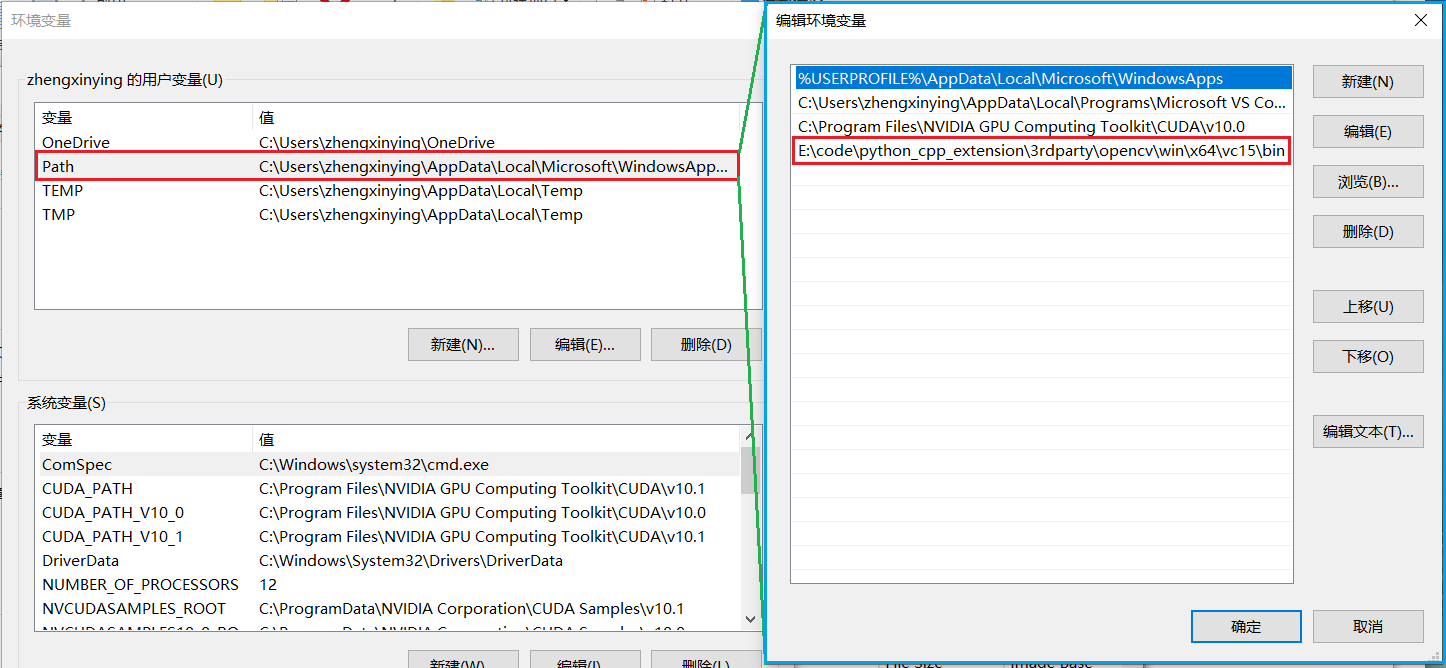 环境变量
zhengxinying 的用户变量(U)
变量 值
OneDrive C:\Users\zhengxinying\OneDrive
Path C:\Users\zhengxinying\AppData\Local\Microsoft\WindowsApp...
TEMP C:\Users\zhengxinying\AppData\Local\Temp
TMP C:\Users\zhengxinying\AppData\Local\Temp
新建(N)... 编辑(E)... 删除(D)
系统变量(S)
变量 值
ComSpec C:\Windows\system32\cmd.exe
CUDA_PATH C:\Program Files\NVIDIA GPU Computing Toolkit\CUDA\v10.1
CUDA_PATH_V10_0 C:\Program Files\NVIDIA GPU Computing Toolkit\CUDA\v10.0
CUDA_PATH_V10_1 C:\Program Files\NVIDIA GPU Computing Toolkit\CUDA\v10.1
DriverData C:\Windows\System32\Drivers\DriverData
NUMBER_OF_PROCESSORS 12
NVCUDASAMPLES_ROOT C:\ProgramData\NVIDIA Corporation\CUDA Samples\v10.1
新建(W)... 编辑(I)... 删除(L)
编辑环境变量
%USERPROFILE%\AppData\Local\Microsoft\WindowsApps
C:\Users\zhengxinying\AppData\Local\Programs\Microsoft VS Co...
C:\Program Files\NVIDIA GPU Computing Toolkit\CUDA\v10.0
E:\code\python_cpp_extension\3rdparty\opencv\win\x64\vc15\bin
新建(N)
编辑(E)
浏览(B)...
删除(D)
上移(U)
下移(O)
编辑文本(T)...
确定 取消
File Size Image Base